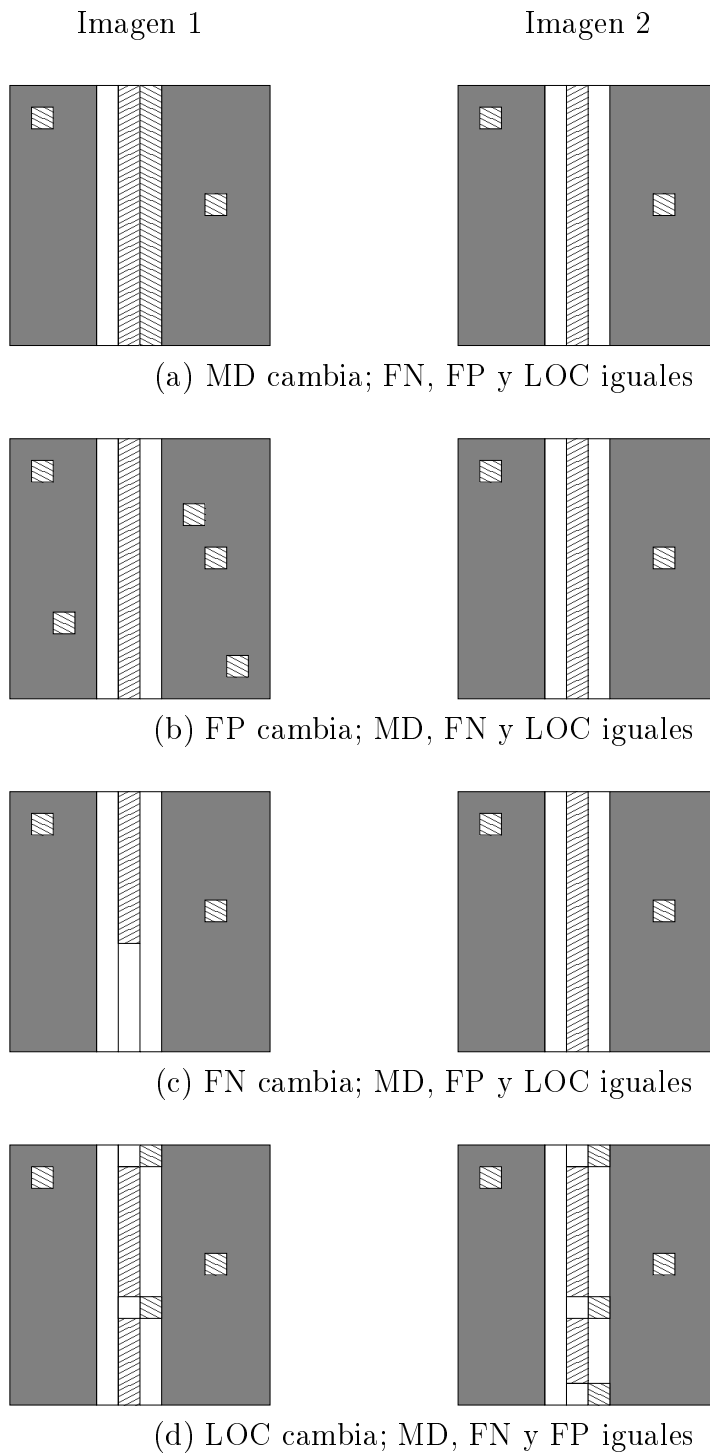 Imagen 1
Imagen 2
(a) MD cambia; FN, FP y LOC iguales
(b) FP cambia; MD, FN y LOC iguales
(c) FN cambia; MD, FP y LOC iguales
(d) LOC cambia; MD, FN y FP iguales